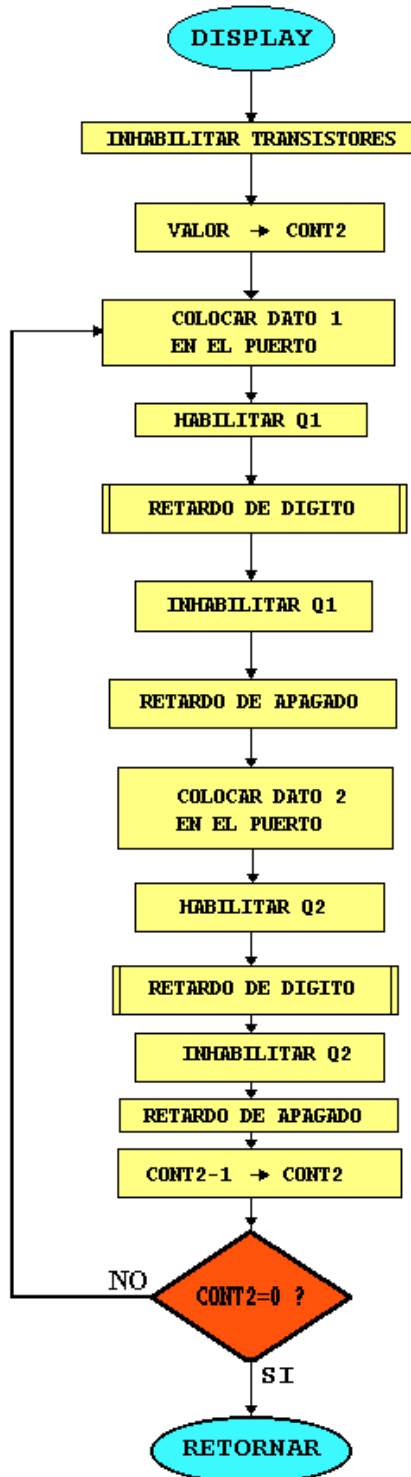 DISPLAY
INHABILITAR TRANSISTORES
VALOR → CONT2
COLOCAR DATO 1
EN EL PUERTO
HABILITAR Q1
RETARDO DE DIGITO
INHABILITAR Q1
RETARDO DE APAGADO
COLOCAR DATO 2
EN EL PUERTO
HABILITAR Q2
RETARDO DE DIGITO
INHABILITAR Q2
RETARDO DE APAGADO
CONT2-1 → CONT2
NO
CONT2=0 ?
SI
RETORNAR